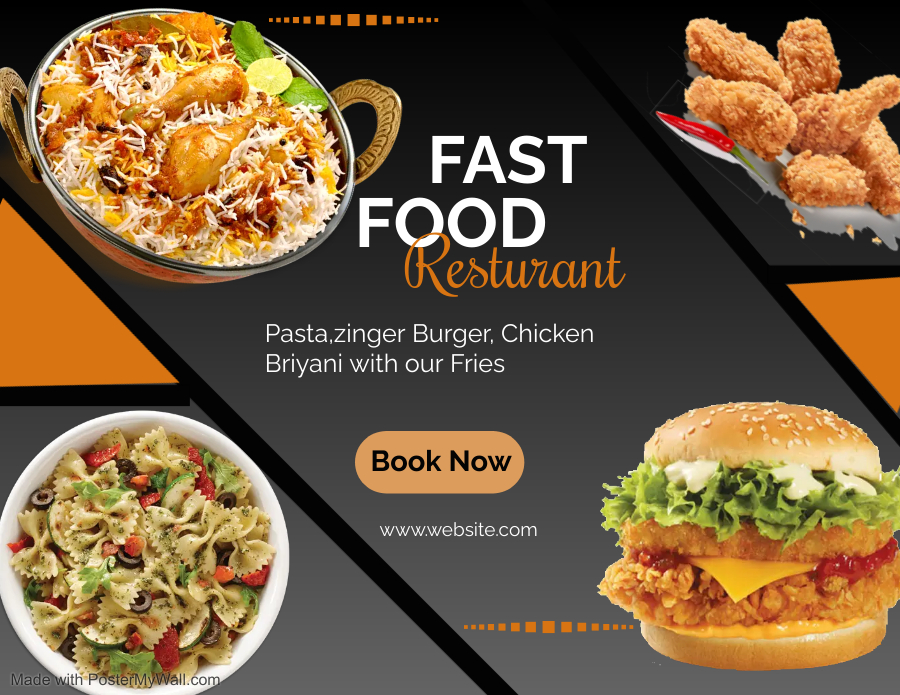 FAST
FOOD
Resturant
Pasta,zinger Burger, Chicken
Briyani with our Fries
Book Now
www.website.com
Made with PosterMyWall.com